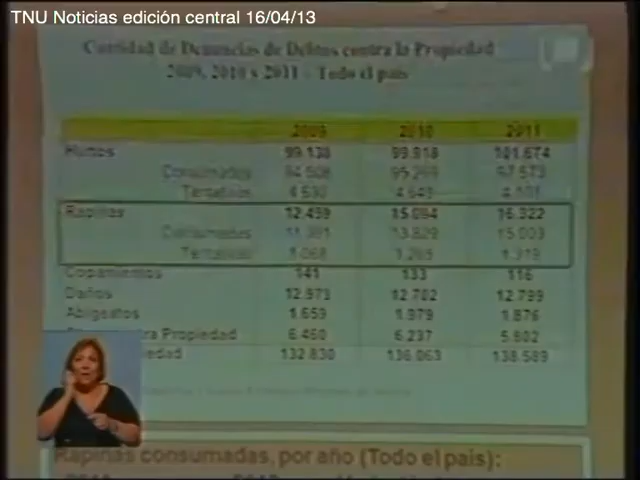 TNU Noticias edición central 16/04/13
Cantidad de Denuncias de Delitos contra la Propiedad
2009, 2010 y 2011 - Todo el país
2009 2010 2011
Hurtos 99.138 99.918 101.674
Consumados 94.508 95.269 97.573
Tentativas 4.630 4.649 4.101
Rapiñas 12.459 15.094 16.322
Consumadas 13.829 15.003
Tentativas 1.068 1.265 1.319
Copamientos 141 133 116
Daños 12.973 12.702 12.799
Abigeatos 1.659 1.979 1.876
Propiedad 6.460 6.237 5.802
132.830 136.063 138.589
Rapiñas consumadas, por año (Todo el país):